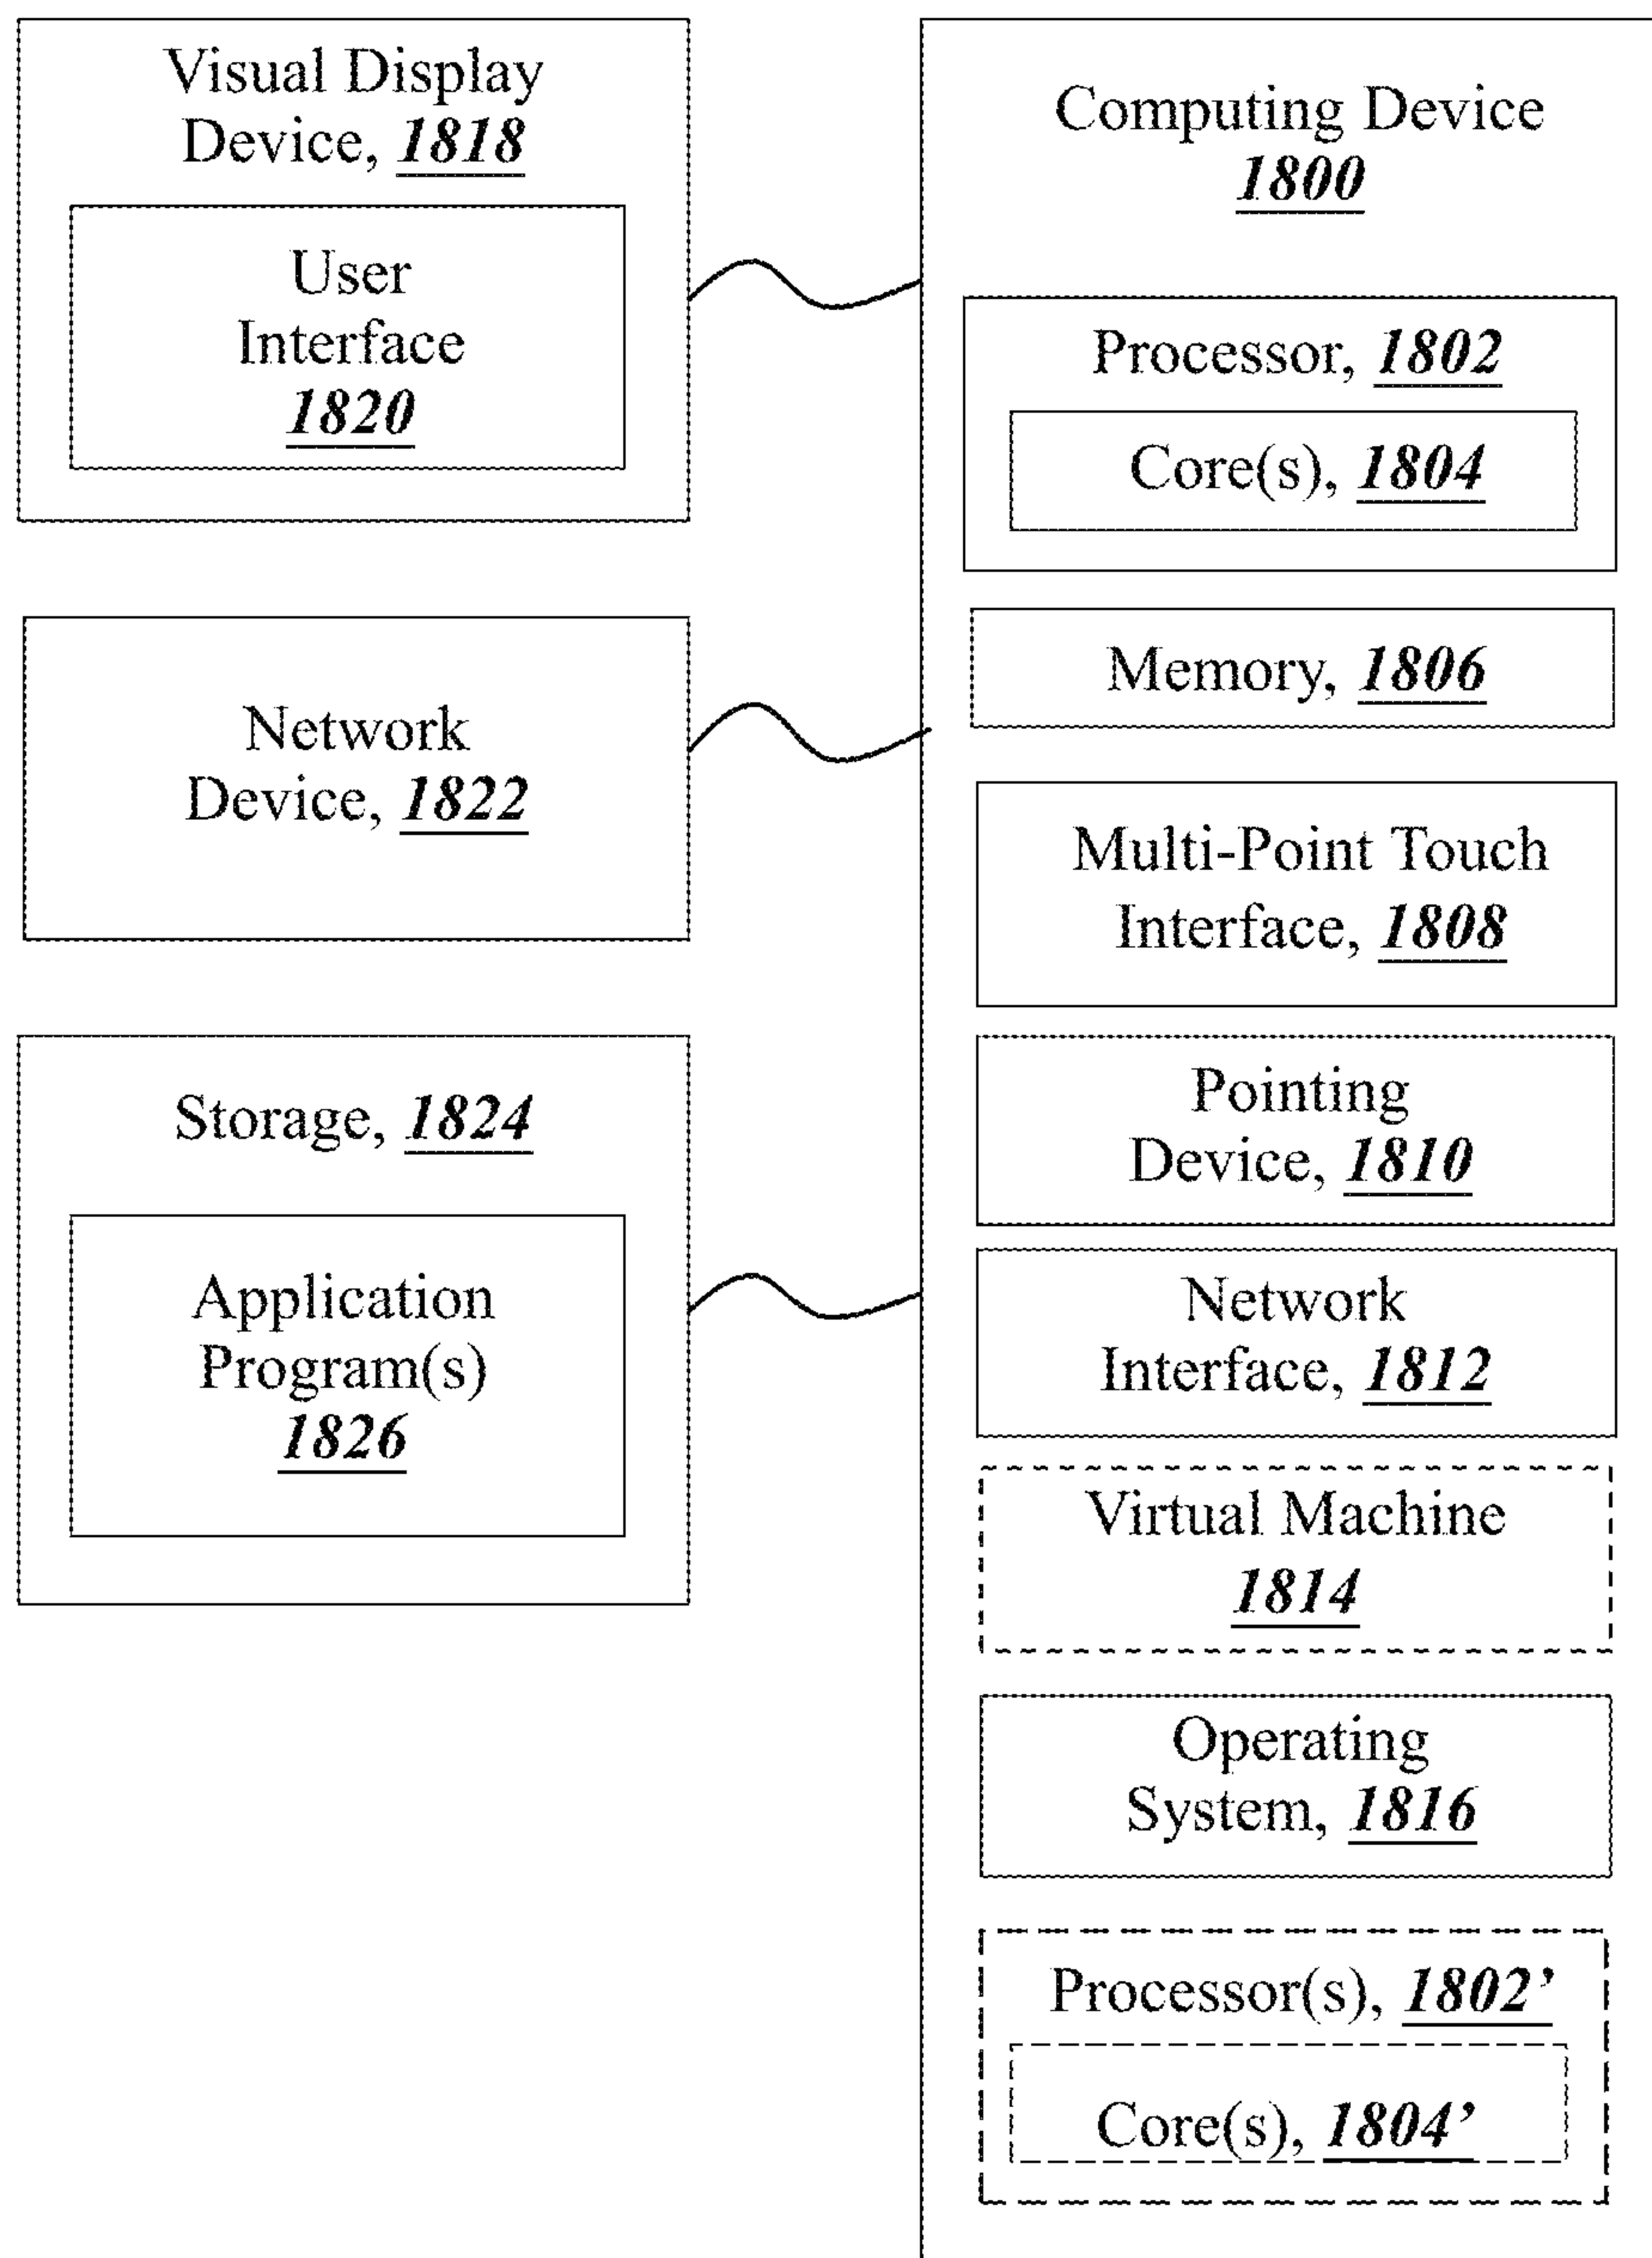 Visual Display
Device, 1818
User
Interface
1820
Network
Device, 1822
Storage, 1824
Application
Program(s)
1826
Computing Device
1800
Processor, 1802
Core(s), 1804
Memory, 1806
Multi-Point Touch
Interface, 1808
Pointing
Device, 1810
Network
Interface, 1812
Virtual Machine
1814
Operating
System, 1816
Processor(s), 1802’
Core(s), 1804’